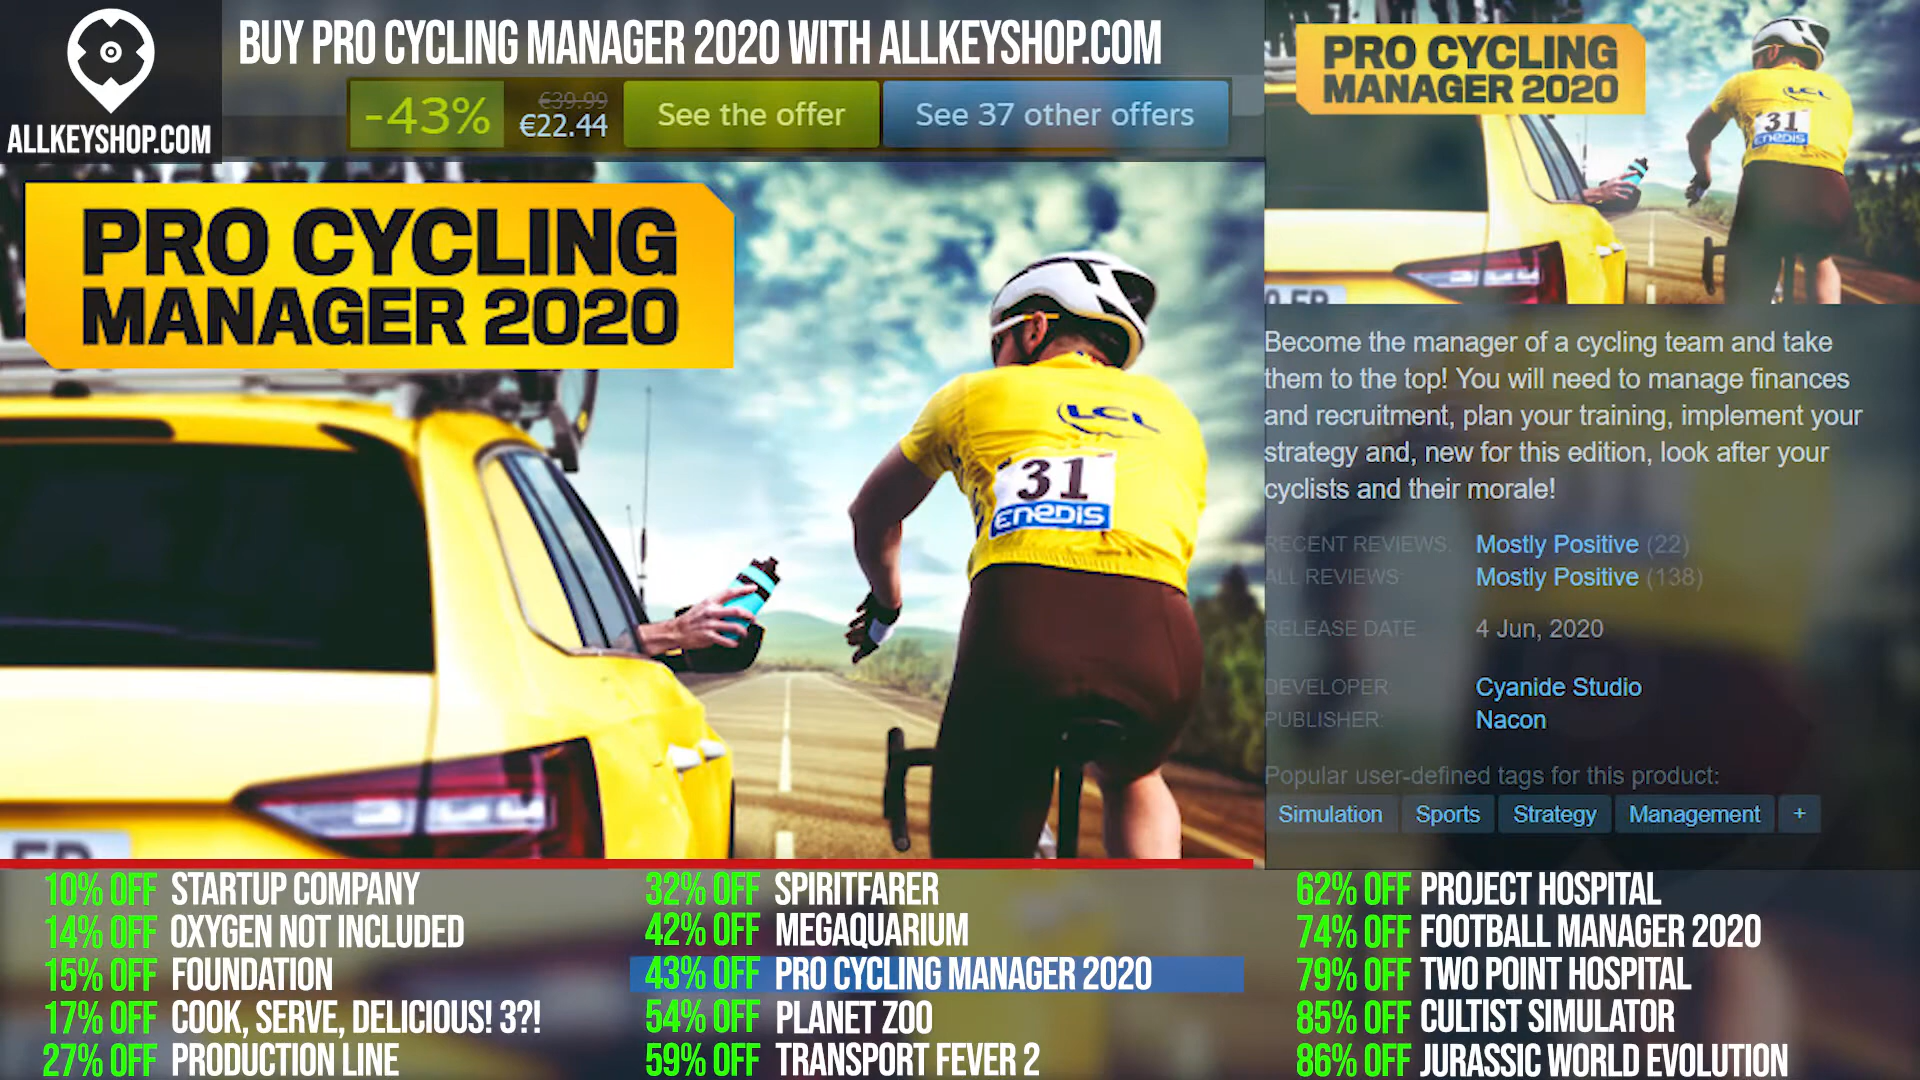 ALLKEYSHOP.COM
BUY PRO CYCLING MANAGER 2020 WITH ALLKEYSHOP.COM
-43%
€39.99
€22.44
See the offer
See 37 other offers
PRO CYCLING
MANAGER 2020
LCL
31
ENEDIS
PRO CYCLING
MANAGER 2020
LCL
31
ENEDIS
Become the manager of a cycling team and take
them to the top! You will need to manage finances
and recruitment, plan your training, implement your
strategy and, new for this edition, look after your
cyclists and their morale!
RECENT REVIEWS: Mostly Positive (22)
ALL REVIEWS: Mostly Positive (138)
RELEASE DATE 4 Jun, 2020
DEVELOPER Cyanide Studio
PUBLISHER: Nacon
Popular user-defined tags for this product:
Simulation Sports Strategy Management +
10% OFF STARTUP COMPANY
14% OFF OXYGEN NOT INCLUDED
15% OFF FOUNDATION
17% OFF COOK, SERVE, DELICIOUS! 3?!
27% OFF PRODUCTION LINE
32% OFF SPIRITFARER
42% OFF MEGAQUARIUM
43% OFF PRO CYCLING MANAGER 2020
54% OFF PLANET ZOO
59% OFF TRANSPORT FEVER 2
62% OFF PROJECT HOSPITAL
74% OFF FOOTBALL MANAGER 2020
79% OFF TWO POINT HOSPITAL
85% OFF CULTIST SIMULATOR
86% OFF JURASSIC WORLD EVOLUTION